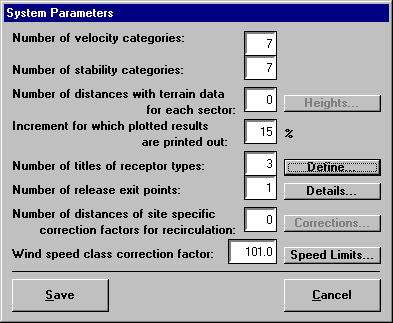 System Parameters
Number of velocity categories: 7
Number of stability categories: 7
Number of distances with terrain data
for each sector: 0 Heights...
Increment for which plotted results
are printed out: 15 %
Number of titles of receptor types: 3 Define...
Number of release exit points: 1 Details...
Number of distances of site specific
correction factors for recirculation: 0 Corrections...
Wind speed class correction factor: 101.0 Speed Limits...
Save Cancel